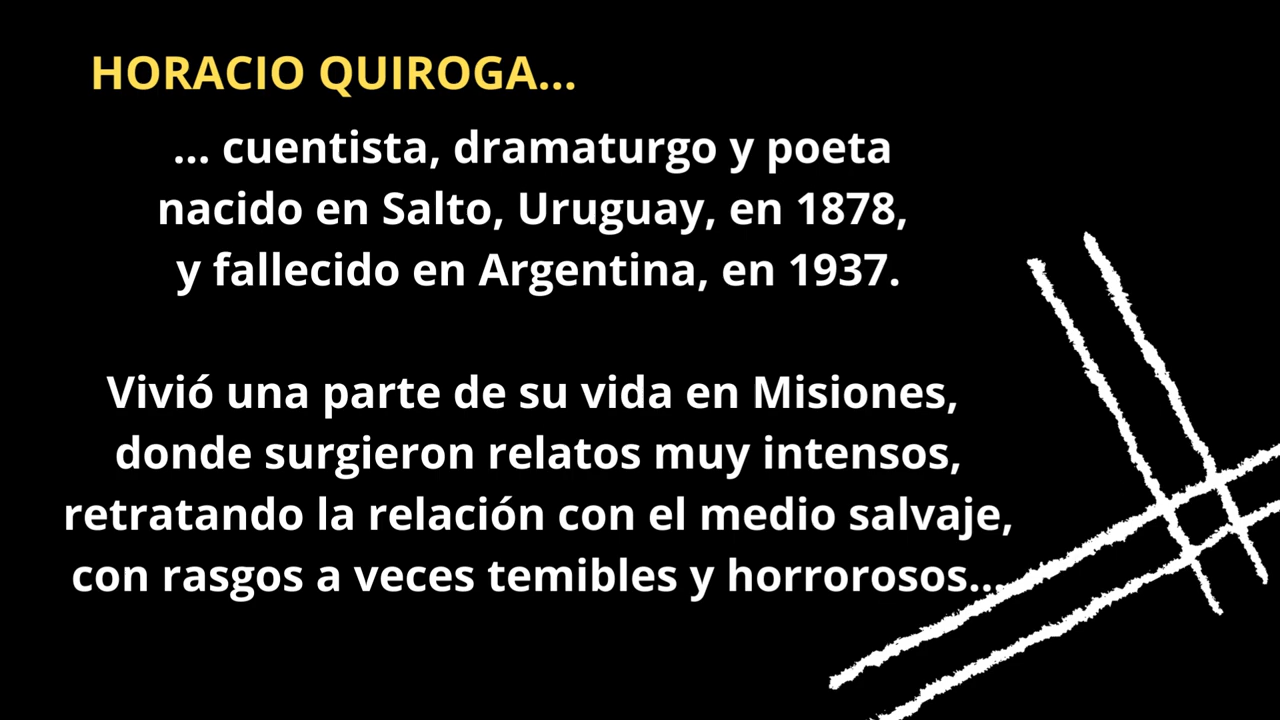 HORACIO QUIROGA...
... cuentista, dramaturgo y poeta
nacido en Salto, Uruguay, en 1878,
y fallecido en Argentina, en 1937.
Vivió una parte de su vida en Misiones,
donde surgieron relatos muy intensos,
retratando la relación con el medio salvaje,
con rasgos a veces temibles y horrorosos...